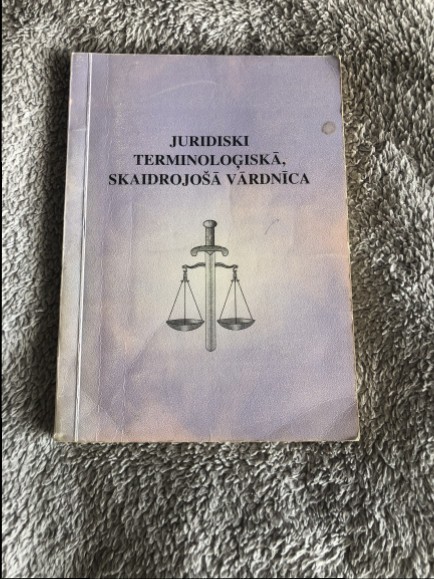 JURIDISKI
TERMINOLOĢISKĀ,
SKAIDROJOŠĀ VĀRDNĪCA